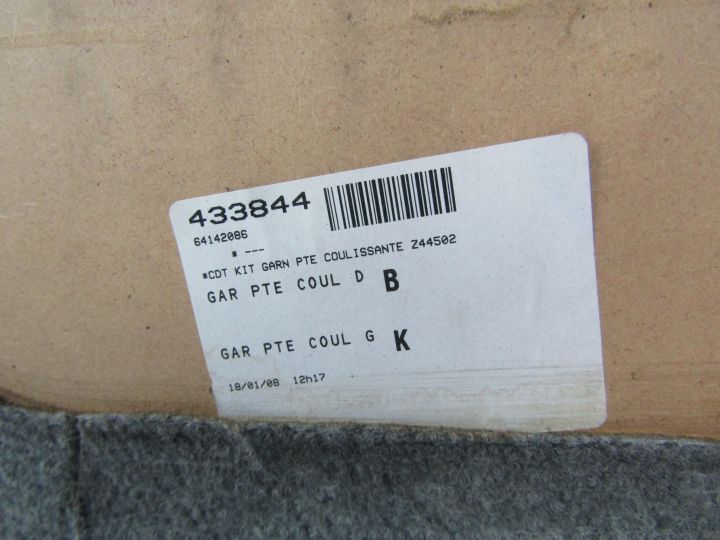 433844
64142086
* ---
*CDT KIT GARN PTE COULISSANTE Z44502
GAR PTE COUL D B
GAR PTE COUL G K
18/01/08 12h17